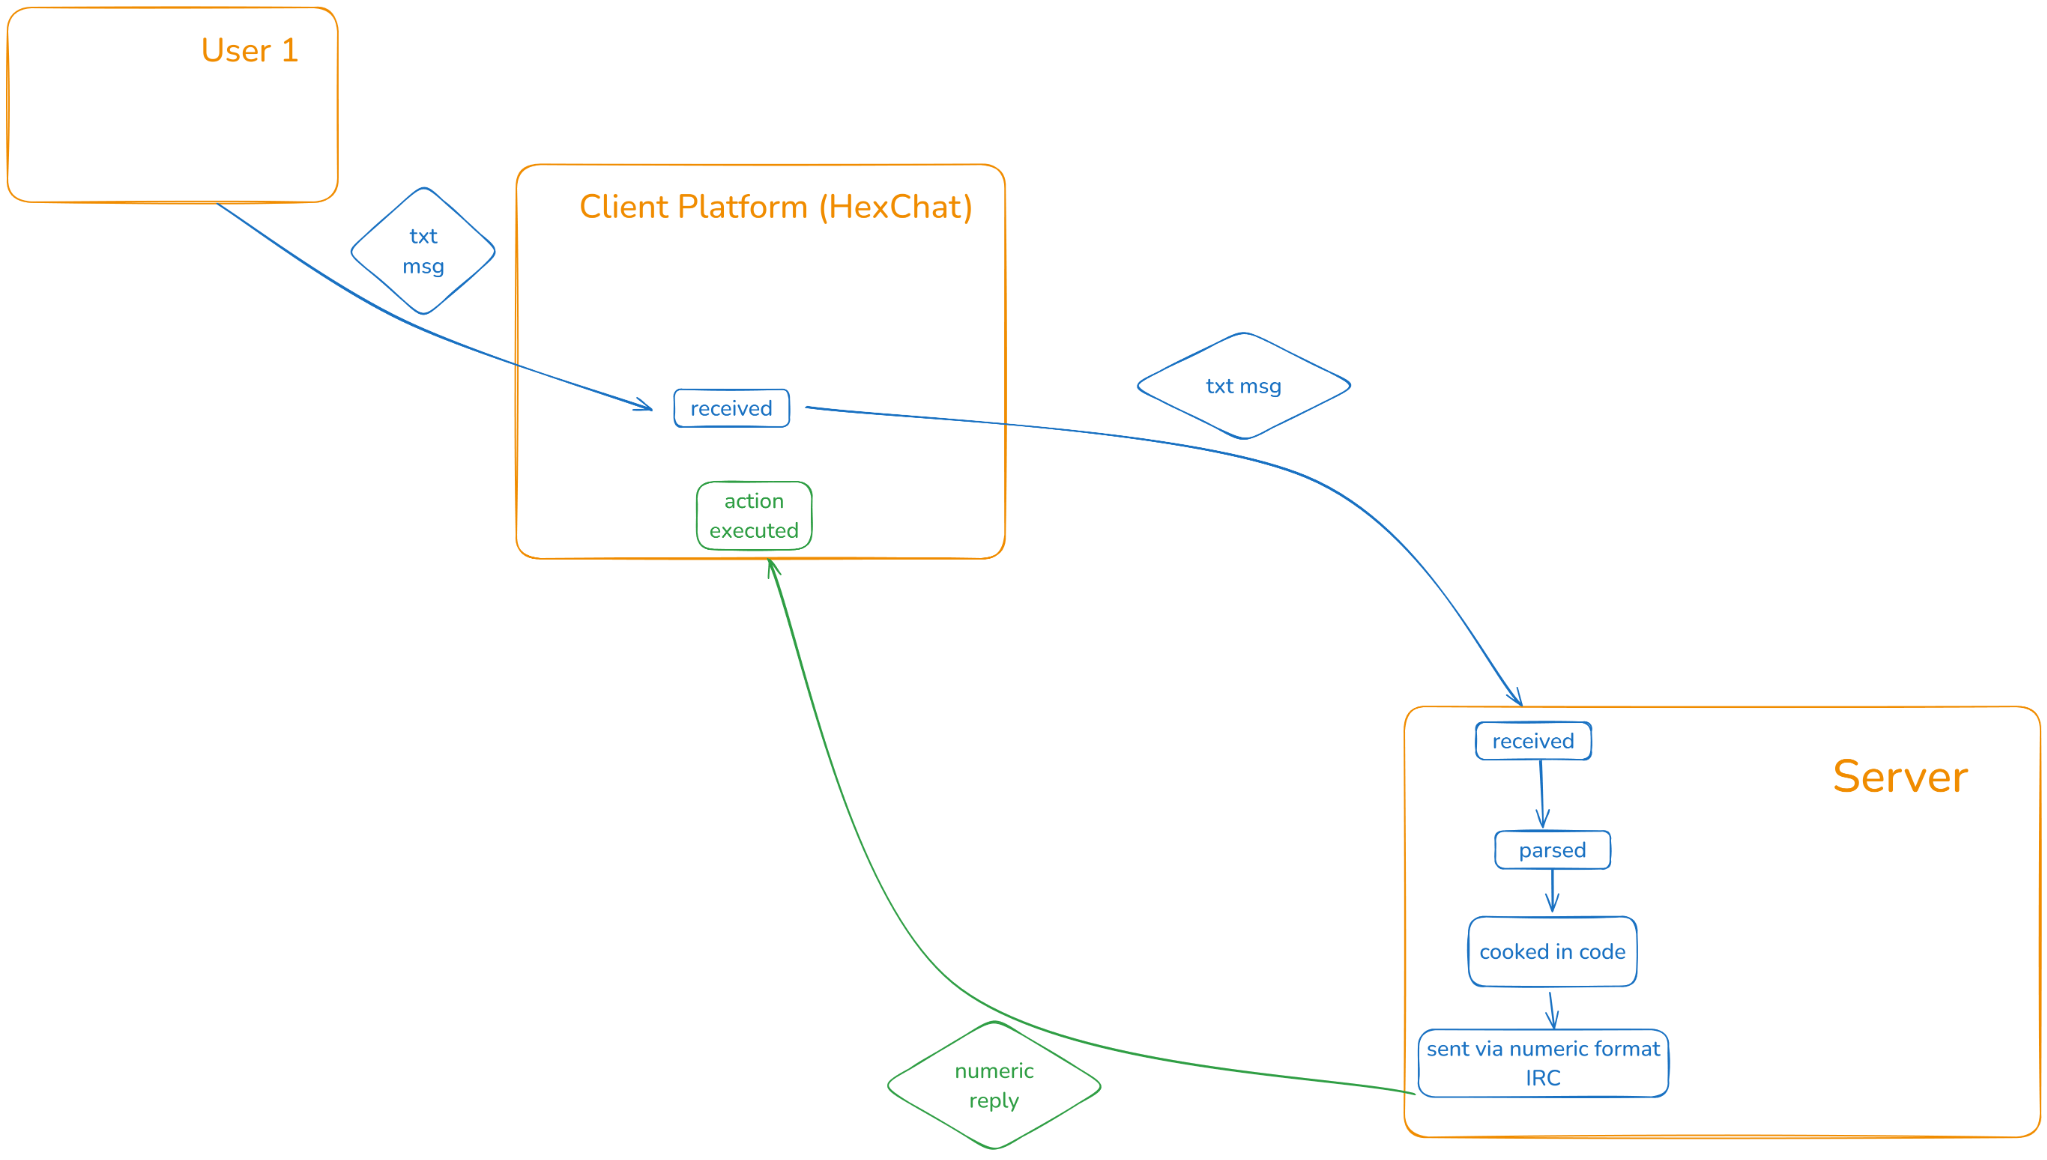 User 1
txt
msg
Client Platform (HexChat)
received
txt msg
action
executed
received
Server
parsed
cooked in code
sent via numeric format
IRC
numeric
reply